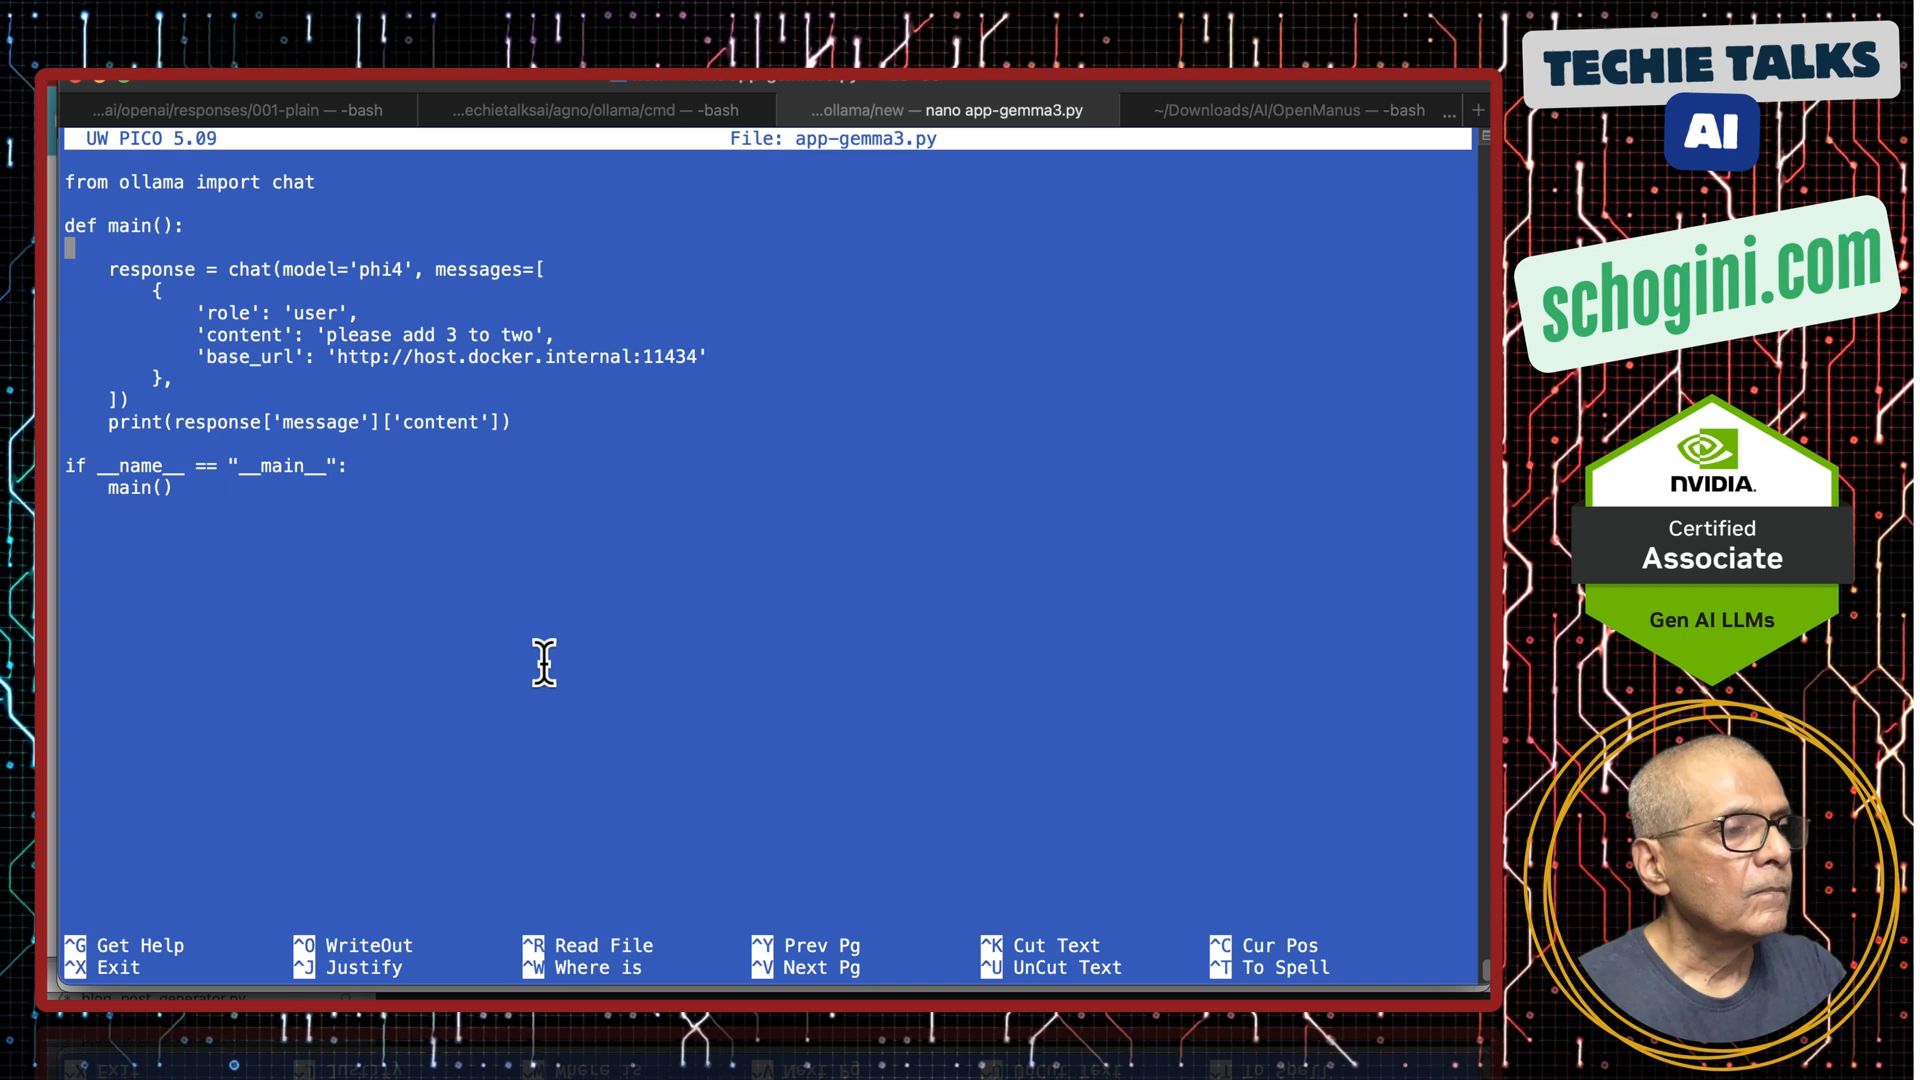 ...ai/openai/responses/001-plain — -bash
...echietalksai/agno/ollama/cmd — -bash
...ollama/new — nano app-gemma3.py
~/Downloads/AI/OpenManus — -bash
... +
UW PICO 5.09
File: app-gemma3.py
from ollama import chat
def main():
response = chat(model='phi4', messages=[
{
'role': 'user',
'content': 'please add 3 to two',
'base_url': 'http://host.docker.internal:11434'
},
])
print(response['message']['content'])
if __name__ == "__main__":
main()
^G Get Help ^O WriteOut ^R Read File ^Y Prev Pg ^K Cut Text ^C Cur Pos
^X Exit ^J Justify ^W Where is ^V Next Pg ^U UnCut Text ^T To Spell
blog_post_generator.py
TECHIE TALKS
AI
schogini.com
NVIDIA.
Certified
Associate
Gen AI LLMs